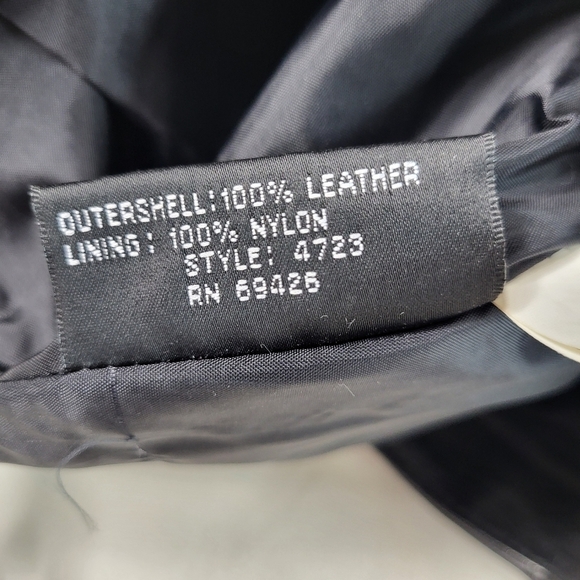 OUTERSHELL:100% LEATHER
LINING: 100% NYLON
STYLE: 4723
RN 69426